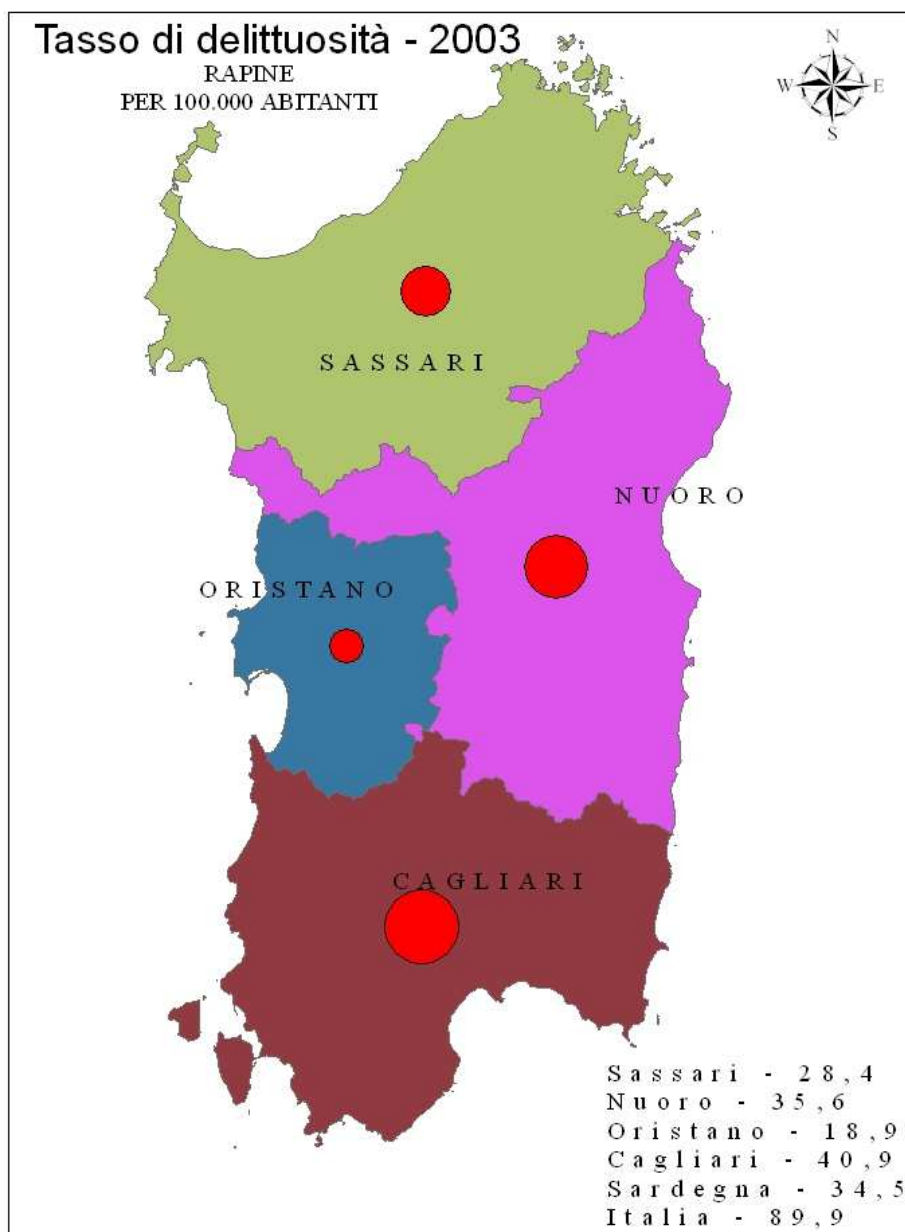 Tasso di delittuosità - 2003
RAPINE
PER 100.000 ABITANTI
N
W E
S
SASSARI
NUORO
ORISTANO
CAGLIARI
Sassari - 28,4
Nuoro - 35,6
Oristano - 18,9
Cagliari - 40,9
Sardegna - 34,5
Italia - 89,9